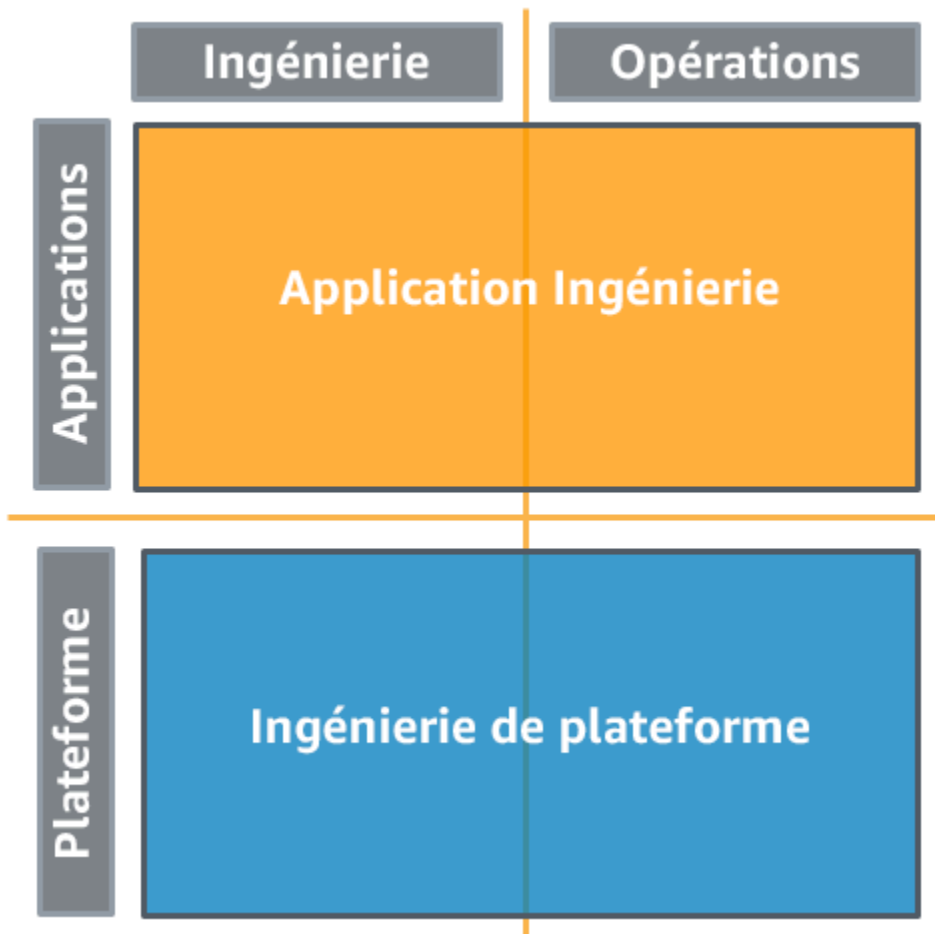 Ingénierie
Opérations
Applications
Application Ingénierie
Plateforme
Ingénierie de plateforme